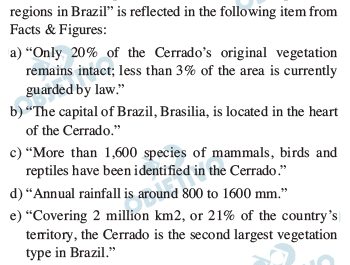 regions in Brazil” is reflected in the following item from
Facts & Figures:
a) “Only 20% of the Cerrado’s original vegetation
remains intact; less than 3% of the area is currently
guarded by law.”
b) “The capital of Brazil, Brasilia, is located in the heart
of the Cerrado.”
c) “More than 1,600 species of mammals, birds and
reptiles have been identified in the Cerrado.”
d) “Annual rainfall is around 800 to 1600 mm.”
e) “Covering 2 million km2, or 21% of the country’s
territory, the Cerrado is the second largest vegetation
type in Brazil.”
OBJETIVO
OBJETIVO